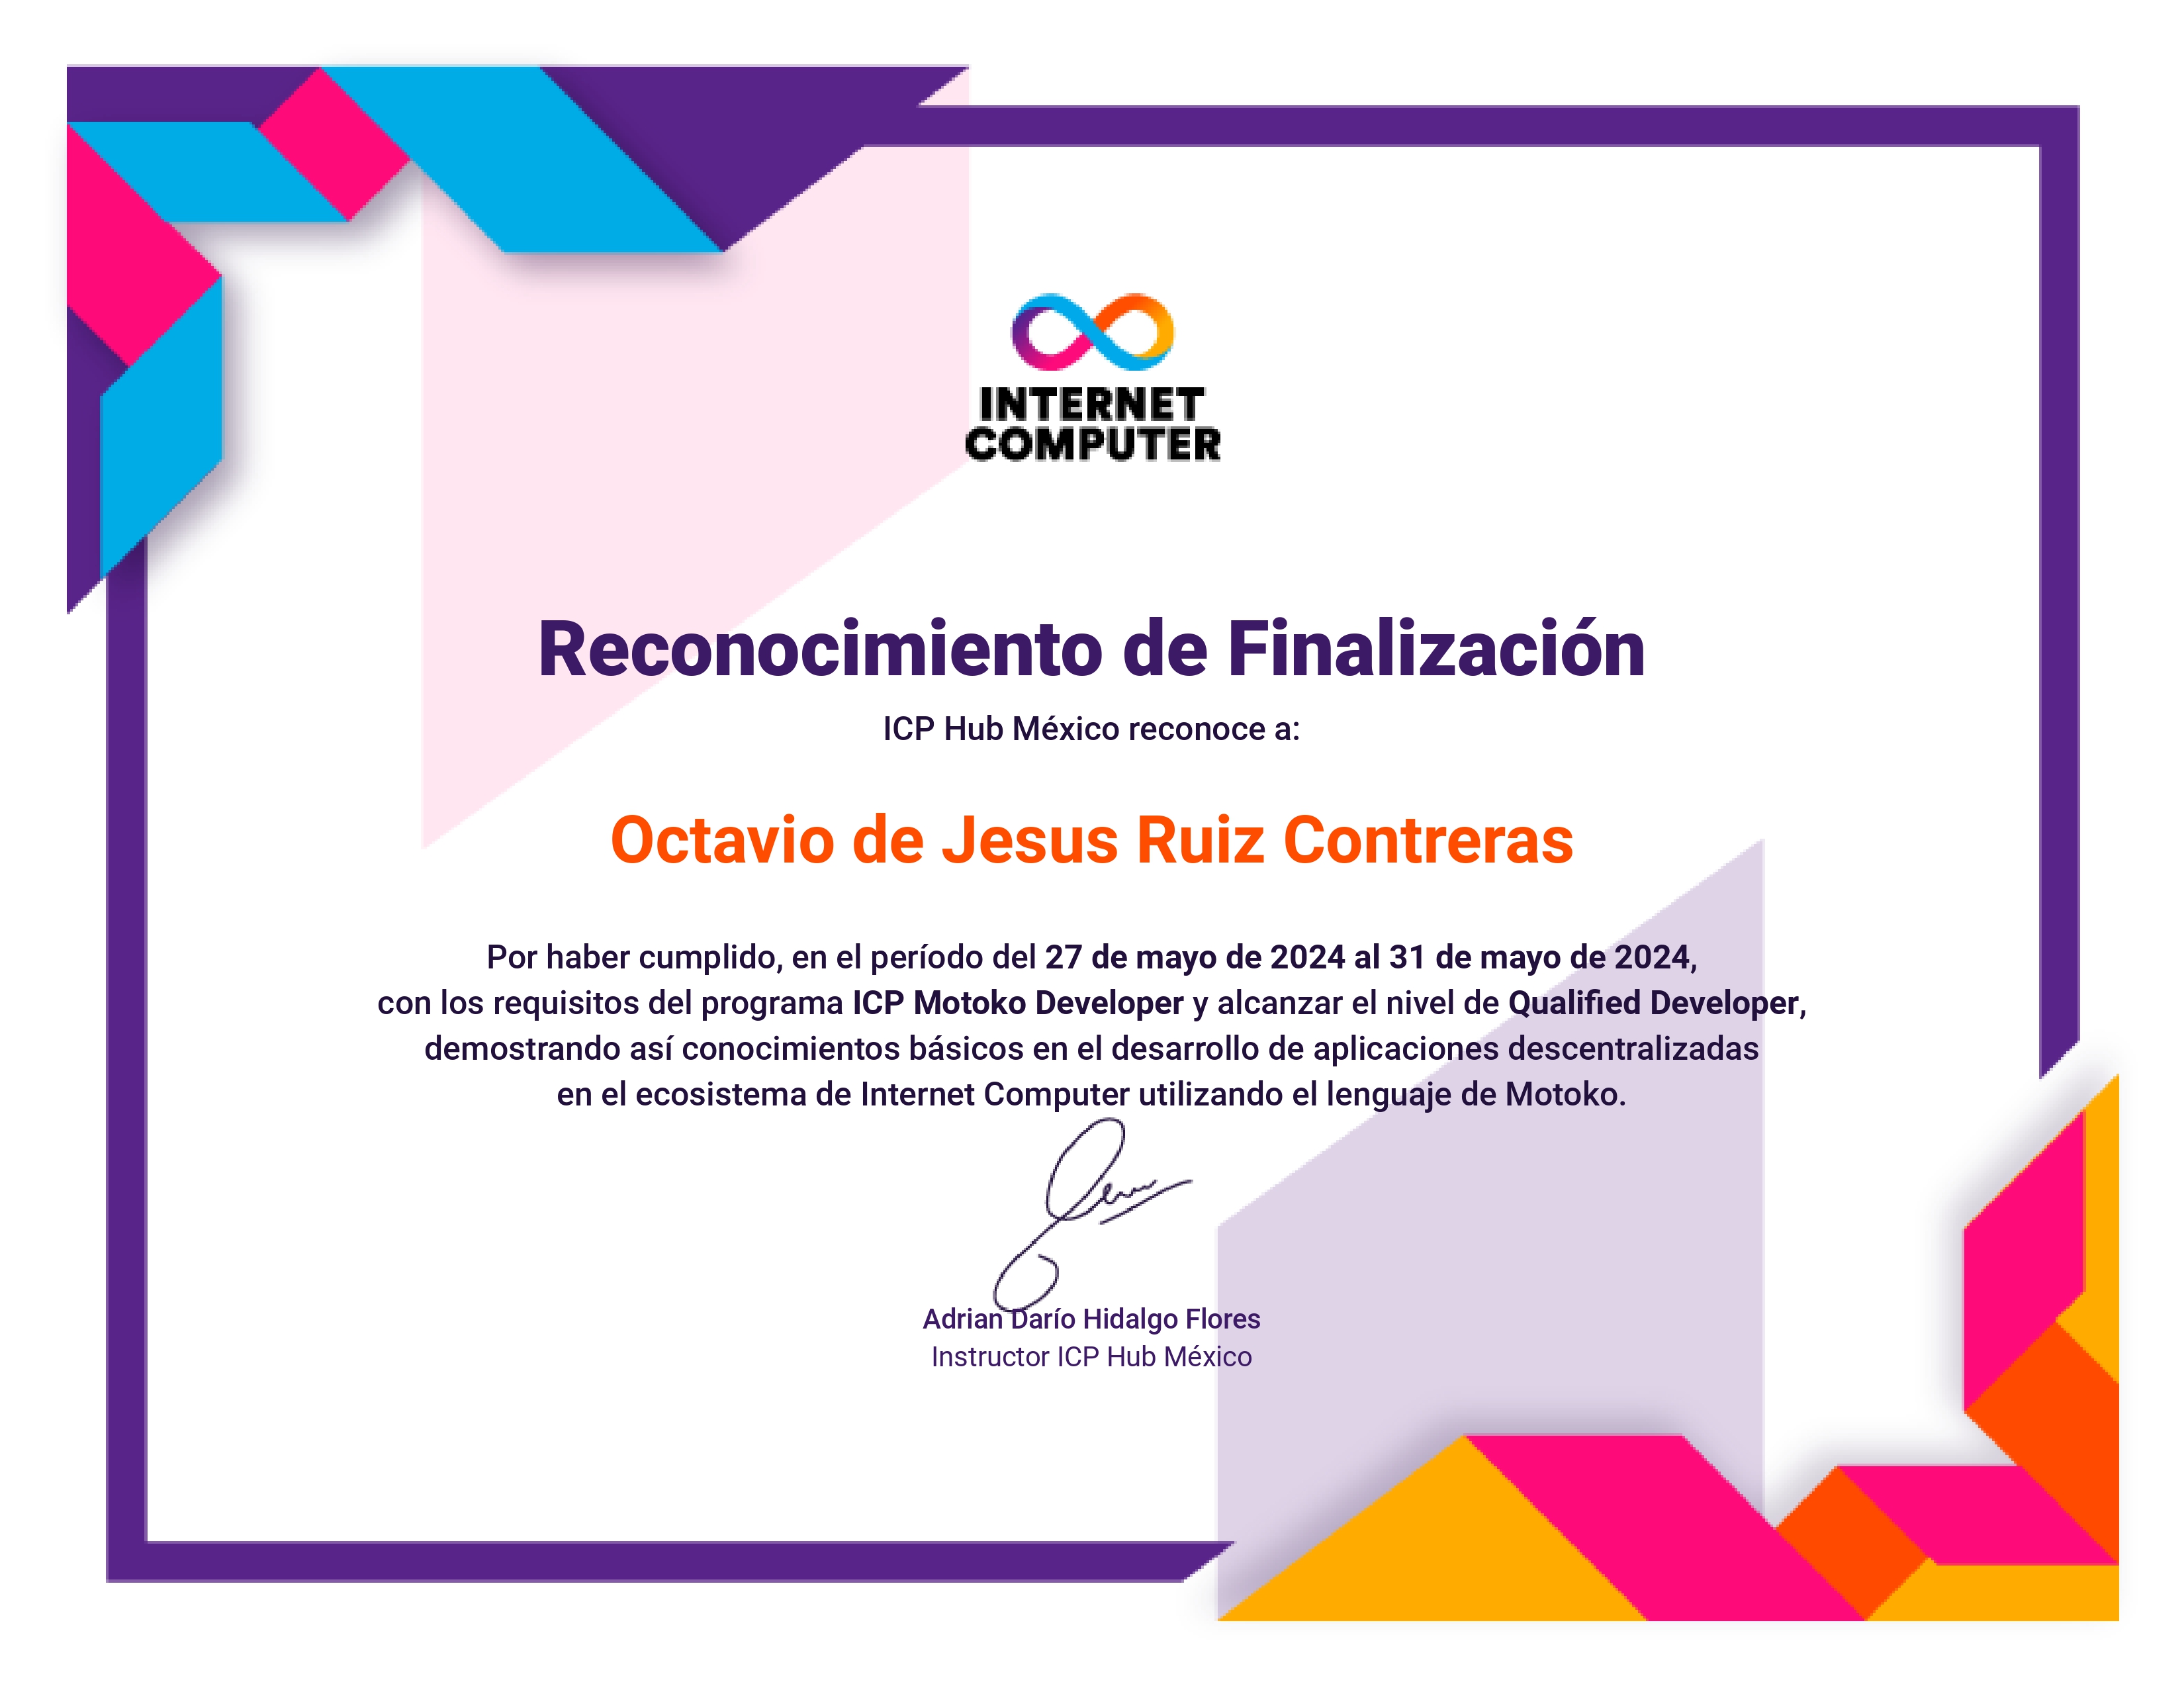 INTERNET
COMPUTER
Reconocimiento de Finalización
ICP Hub México reconoce a:
Octavio de Jesus Ruiz Contreras
Por haber cumplido, en el período del 27 de mayo de 2024 al 31 de mayo de 2024,
con los requisitos del programa ICP Motoko Developer y alcanzar el nivel de Qualified Developer,
demostrando así conocimientos básicos en el desarrollo de aplicaciones descentralizadas
en el ecosistema de Internet Computer utilizando el lenguaje de Motoko.
Adrian Darío Hidalgo Flores
Instructor ICP Hub México